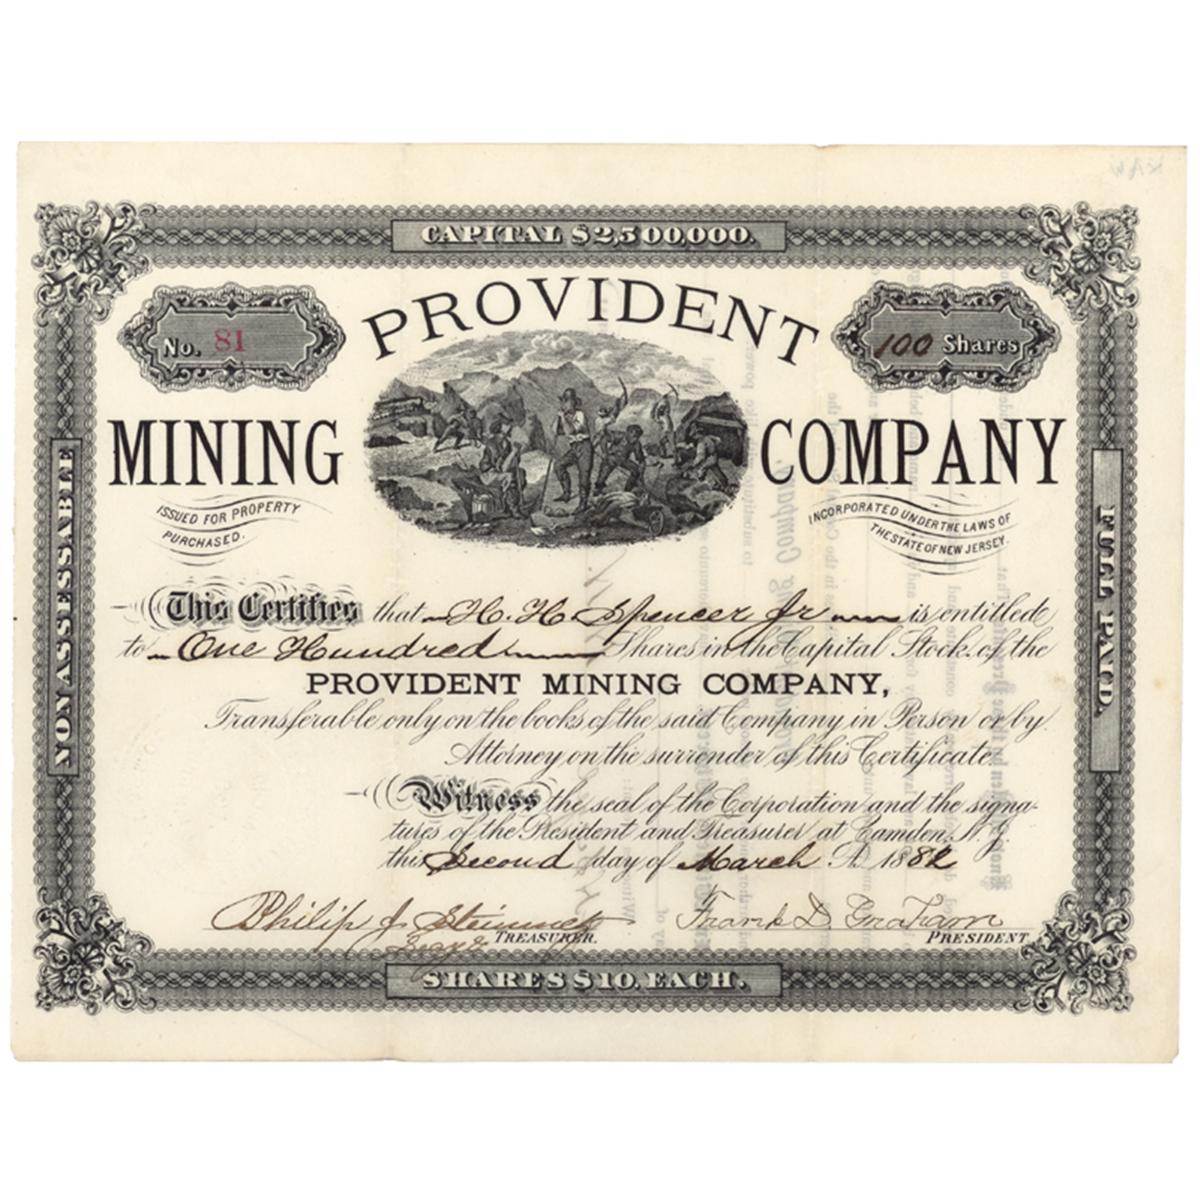 CAPITAL $2,500,000.
No. 81
PROVIDENT
100 Shares
MINING COMPANY
ISSUED FOR PROPERTY
PURCHASED.
INCORPORATED UNDER THE LAWS OF
THE STATE OF NEW JERSEY.
NON ASSESSABLE
FULL PAID.
This Certifies that H. H. Spencer Jr is entitled
to One Hundred Shares in the Capital Stock of the
PROVIDENT MINING COMPANY,
Transferable only on the books of the said Company in Person or by
Attorney on the surrender of this Certificate.
Witness the seal of the Corporation and the signa-
tures of the President and Treasurer at Camden, N. J.
this Second day of March A. 1882
Philip J.
TREASURER.
Frank D. Graham
PRESIDENT
SHARES $10. EACH.